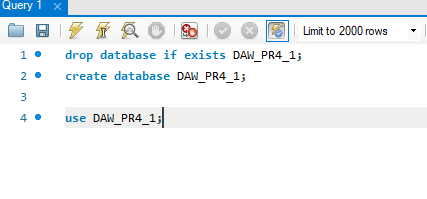 Query 1
Limit to 2000 rows
1 drop database if exists DAW_PR4_1;
2 create database DAW_PR4_1;
3
4 use DAW_PR4_1;